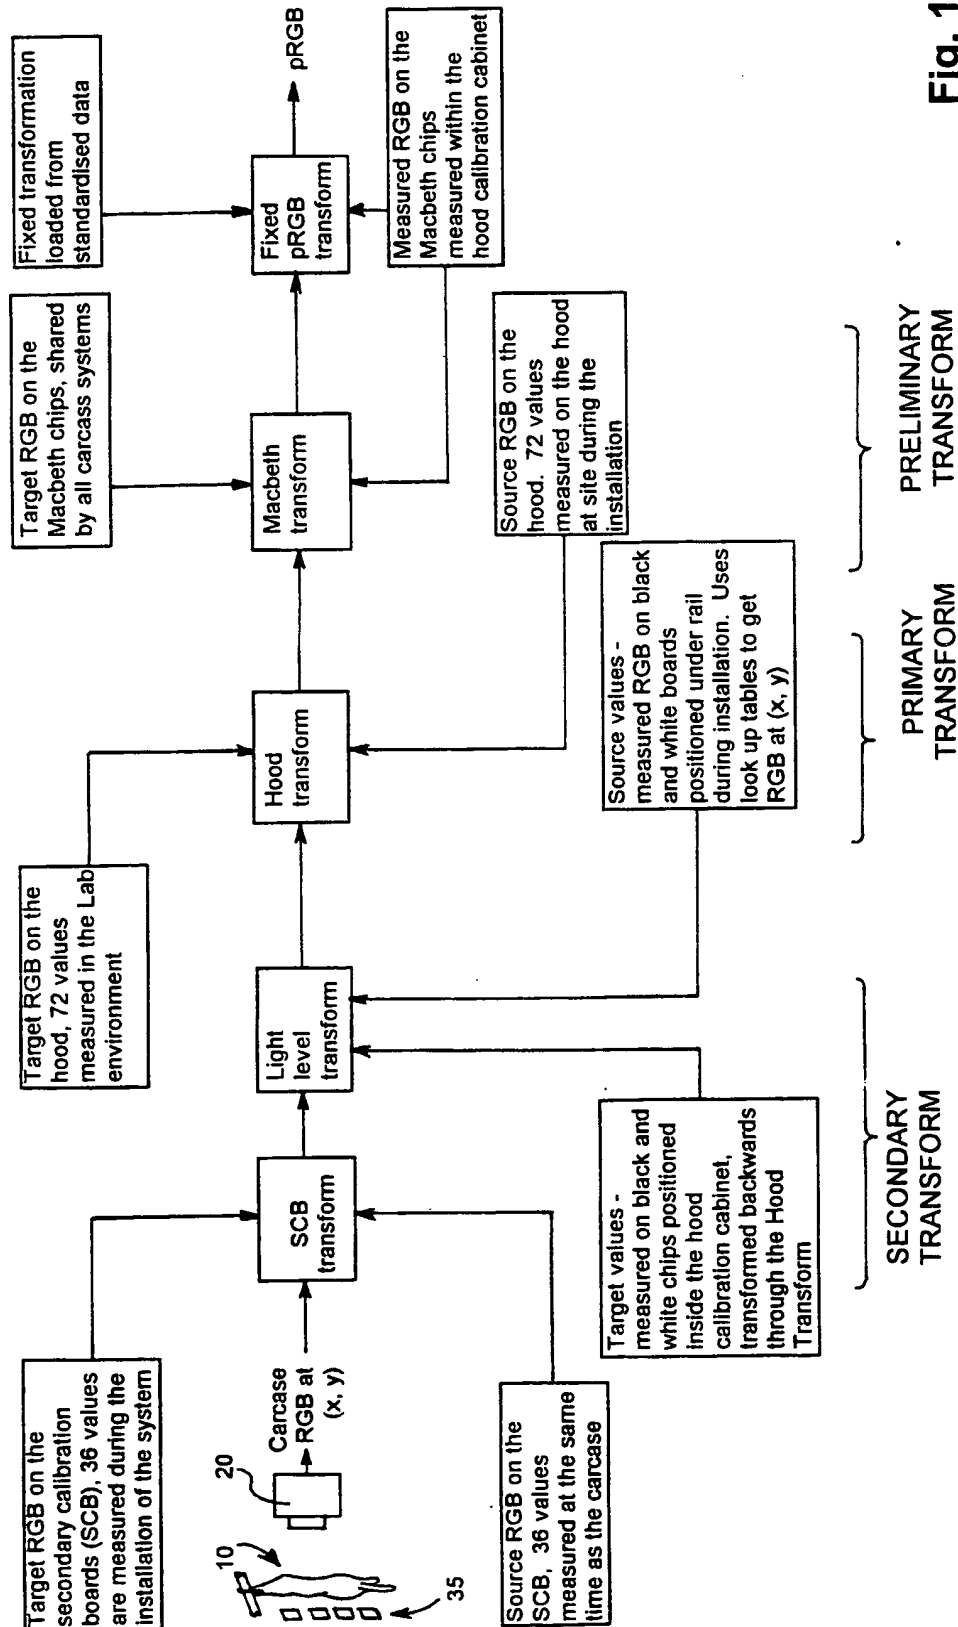 Target RGB on the
secondary calibration
boards (SCB), 36 values
are measured during the
installation of the system
Target RGB on the
hood, 72 values
measured in the Lab
environment
Target RGB on the
Macbeth chips, shared
by all carcass systems
Fixed transformation
loaded from
standardised data
10
20
35
Carcase
RGB at
(x, y)
SCB
transform
Light
level
transform
Hood
transform
Macbeth
transform
Fixed
pRGB
transform
pRGB
Source RGB on the
SCB, 36 values
measured at the same
time as the carcase
Target values -
measured on black and
white chips positioned
inside the hood
calibration cabinet,
transformed backwards
through the Hood
Transform
Source values -
measured RGB on black
and white boards
positioned under rail
during installation. Uses
look up tables to get
RGB at (x, y)
Source RGB on the
hood. 72 values
measured on the hood
at site during the
installation
Measured RGB on the
Macbeth chips
measured within the
hood calibration cabinet
SECONDARY
TRANSFORM
PRIMARY
TRANSFORM
PRELIMINARY
TRANSFORM
Fig. 1